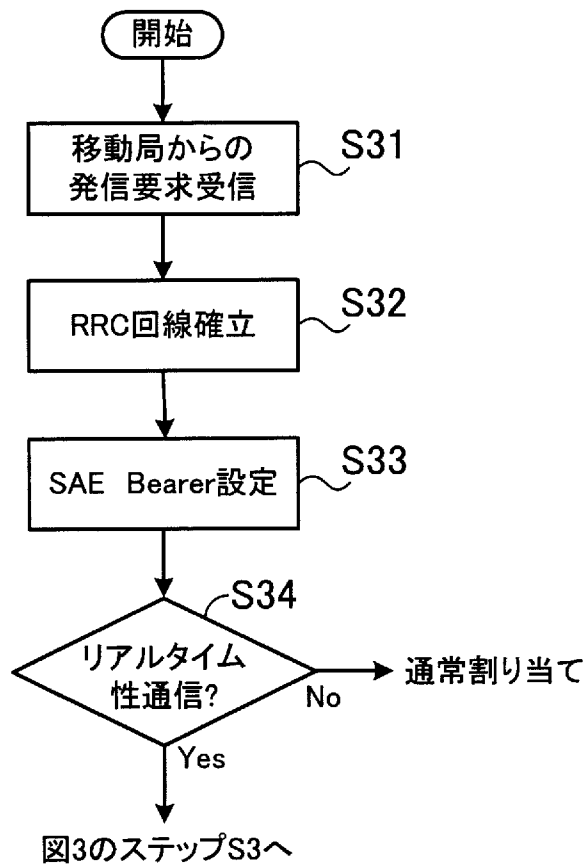 開始
移動局からの
発信要求受信
S31
RRC回線確立
S32
SAE Bearer設定
S33
S34
リアルタイム
性通信?
No
通常割り当て
Yes
図3のステップS3へ